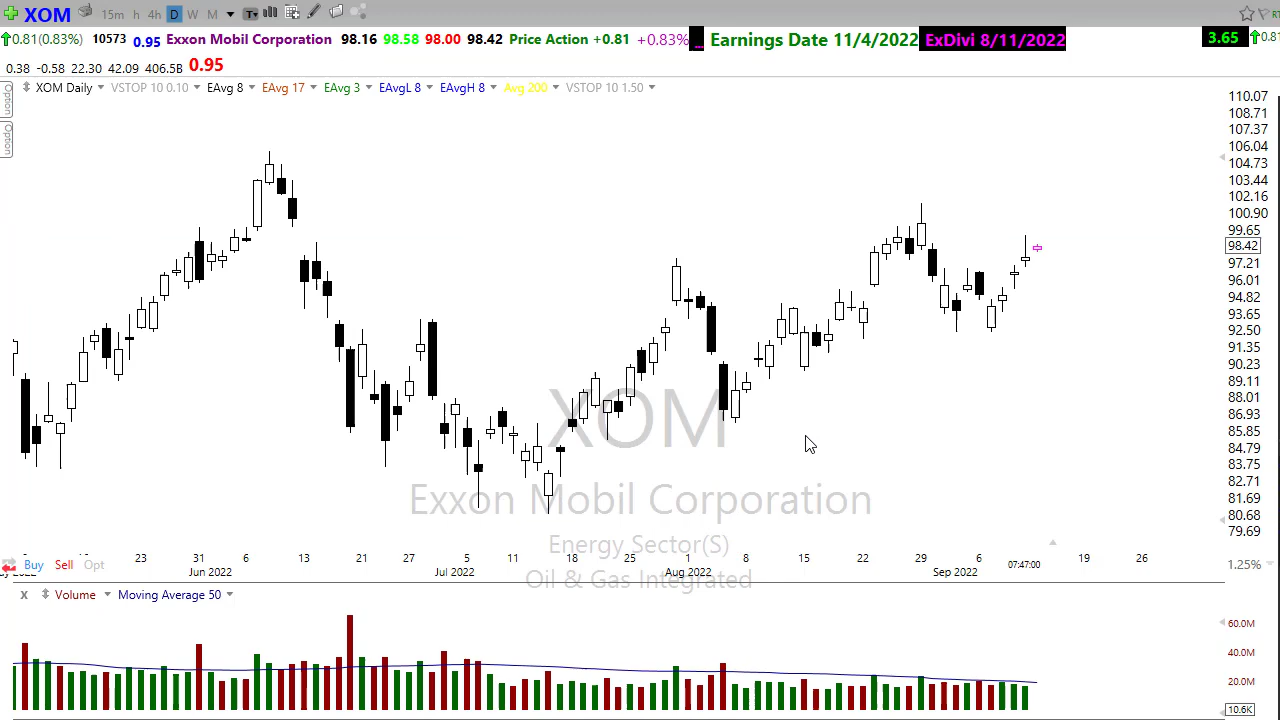 XOM 15m h 4h D W M T
0.81(0.83%) 10573 0.95 Exxon Mobil Corporation 98.16 98.58 98.00 98.42 Price Action +0.81 +0.83% ... Earnings Date 11/4/2022 ExDivi 8/11/2022 3.65
0.38 -0.58 22.30 42.09 406.5B 0.95
Option
Option
XOM Daily VSTOP 10 0.10 EAvg 8 EAvg 17 EAvg 3 EAvgL 8 EAvgH 8 Avg 200 VSTOP 10 1.50
110.07
108.71
107.37
106.04
104.73
103.44
102.16
100.90
99.65
98.42
97.21
96.01
94.82
93.65
92.50
91.35
90.23
89.11
88.01
86.93
85.85
84.79
83.75
82.71
81.69
80.68
79.69
XOM
Exxon Mobil Corporation
Energy Sector(S)
Oil & Gas Integrated
23 31 6 13 21 27 5 11 18 25 1 8 15 22 29 6 19 26
Jun 2022 Jul 2022 Aug 2022 Sep 2022 07:47:00
Buy Sell Opt 1.25%
X Volume Moving Average 50
60.0M
40.0M
20.0M
10.6K